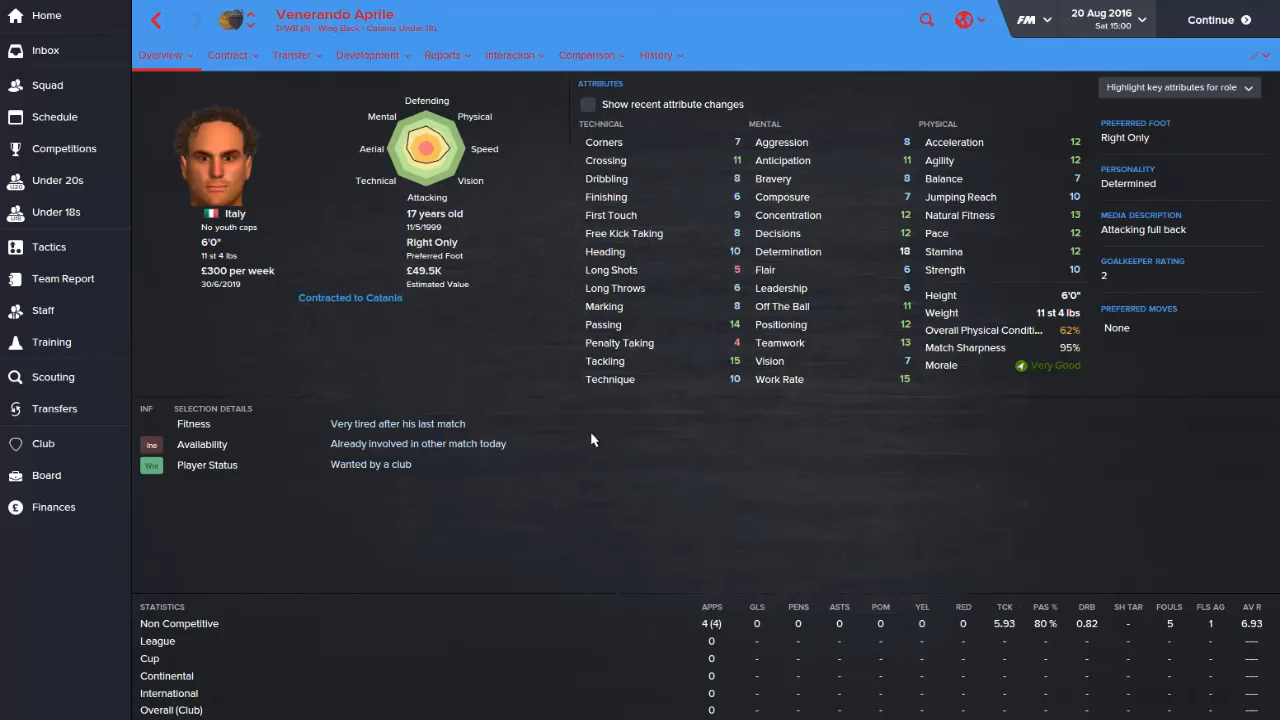 Home
Inbox
Squad
Schedule
Competitions
U20
Under 20s
U18
Under 18s
Tactics
Team Report
Staff
Training
Scouting
Transfers
Club
Board
£
Finances
Venerando Aprile
D/WB (R) - Wing Back - Catania Under 18s
FM
20 Aug 2016
Sat 15:00
Continue
Overview Contract Transfer Development Reports Interaction Comparison History
Defending
Mental Physical
Aerial Speed
Technical Vision
Attacking
Italy
No youth caps
6'0"
11 st 4 lbs
£300 per week
30/6/2019
17 years old
11/5/1999
Right Only
Preferred Foot
£49.5K
Estimated Value
Contracted to Catania
ATTRIBUTES
Show recent attribute changes
Highlight key attributes for role
TECHNICAL
Corners 7
Crossing 11
Dribbling 8
Finishing 6
First Touch 9
Free Kick Taking 8
Heading 10
Long Shots 5
Long Throws 6
Marking 8
Passing 14
Penalty Taking 4
Tackling 15
Technique 10
MENTAL
Aggression 8
Anticipation 11
Bravery 8
Composure 7
Concentration 12
Decisions 12
Determination 18
Flair 6
Leadership 6
Off The Ball 11
Positioning 12
Teamwork 13
Vision 7
Work Rate 15
PHYSICAL
Acceleration 12
Agility 12
Balance 7
Jumping Reach 10
Natural Fitness 13
Pace 12
Stamina 12
Strength 10
Height 6'0"
Weight 11 st 4 lbs
Overall Physical Conditi... 62%
Match Sharpness 95%
Morale Very Good
PREFERRED FOOT
Right Only
PERSONALITY
Determined
MEDIA DESCRIPTION
Attacking full back
GOALKEEPER RATING
2
PREFERRED MOVES
None
INF SELECTION DETAILS
Fitness Very tired after his last match
Ine Availability Already involved in other match today
Wnt Player Status Wanted by a club
STATISTICS APPS GLS PENS ASTS POM YEL RED TCK PAS % DRB SH TAR FOULS FLS AG AV R
Non Competitive 4 (4) 0 0 0 0 0 0 5.93 80 % 0.82 - 5 1 6.93
League 0 - - - - - - - - - - - - ----
Cup 0 - - - - - - - - - - - - ----
Continental 0 - - - - - - - - - - - - ----
International 0 - - - - - - - - - - - - ----
Overall (Club) 0 - - - - - - - - - - - - ----